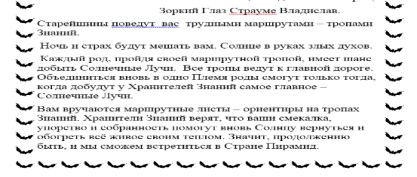 Зоркий Глаз Страуме Владислав.
Старейшины поведут вас трудными маршрутами – тропами
Знаний.
Ночь и страх будут мешать вам. Солнце в руках злых духов.
Каждый род, пройдя своей маршрутной тропой, имеет шанс
добыть Солнечные Лучи. Все тропы ведут к главной дороге.
Объединиться вновь в одно Племя роды смогут только тогда,
когда добудут у Хранителей Знаний самое главное –
Солнечные Лучи.
Вам вручаются маршрутные листы – ориентиры на тропах
Знаний. Хранители Знаний верят, что ваши смекалка,
упорство и собранность помогут вновь Солнцу вернуться и
обогреть всё живое своим теплом. Значит, продолжению
быть, и мы сможем встретиться в Стране Пирамид.